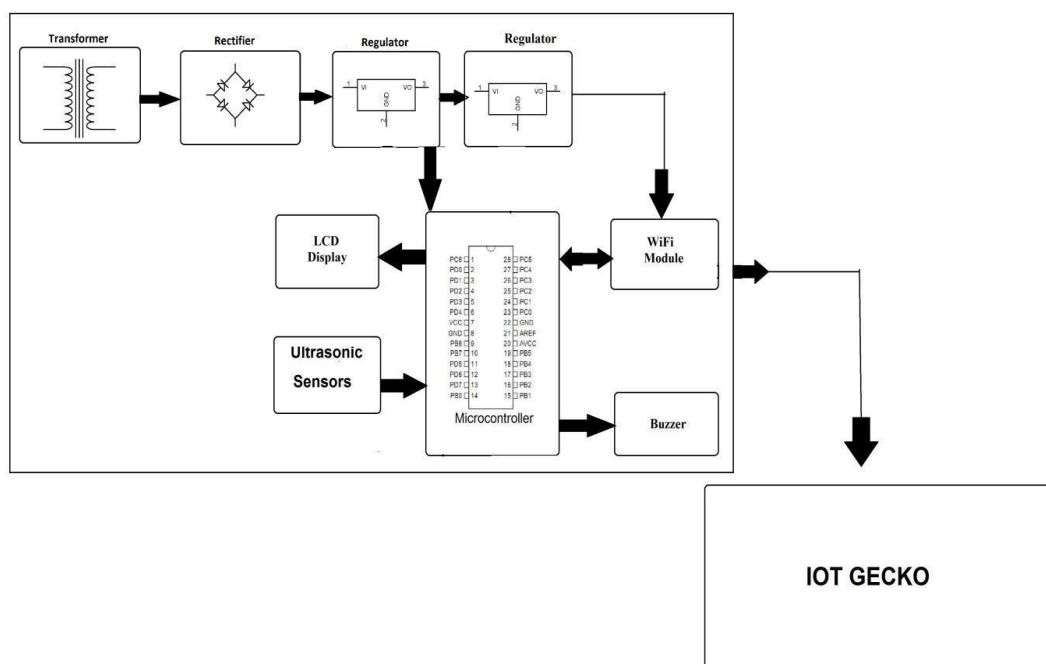 Transformer
Rectifier
Regulator
Regulator
1 VI VO 3
GND
2
1 VI VO 3
GND
2
LCD
Display
WiFi
Module
PC6 1 28 PC5
PD0 2 27 PC4
PD1 3 26 PC3
PD2 4 25 PC2
PD3 5 24 PC1
PD4 6 23 PC0
VCC 7 22 GND
GND 8 21 AREF
PB6 9 20 AVCC
PB7 10 19 PB5
PD5 11 18 PB4
PD6 12 17 PB3
PD7 13 16 PB2
PB0 14 15 PB1
Microcontroller
Ultrasonic
Sensors
Buzzer
IOT GECKO